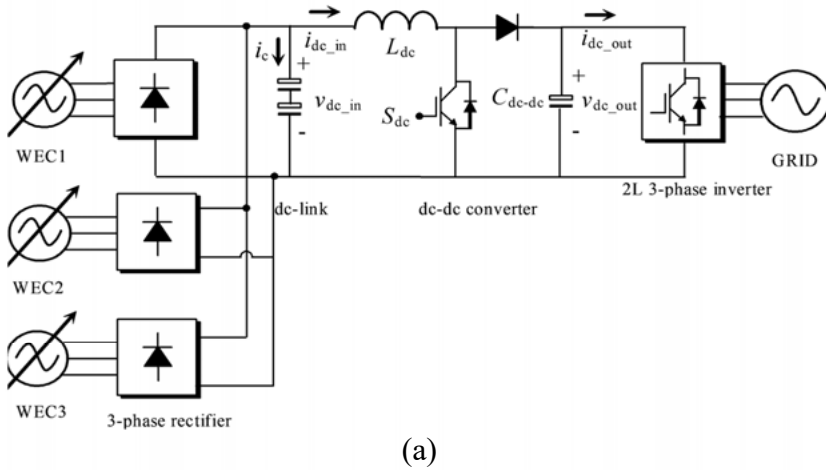 i_c
i_dc_in
L_dc
i_dc_out
+
v_dc_in
-
S_dc
C_dc-dc
+
v_dc_out
-
WEC1
GRID
2L 3-phase inverter
dc-link
dc-dc converter
WEC2
WEC3
3-phase rectifier
(a)